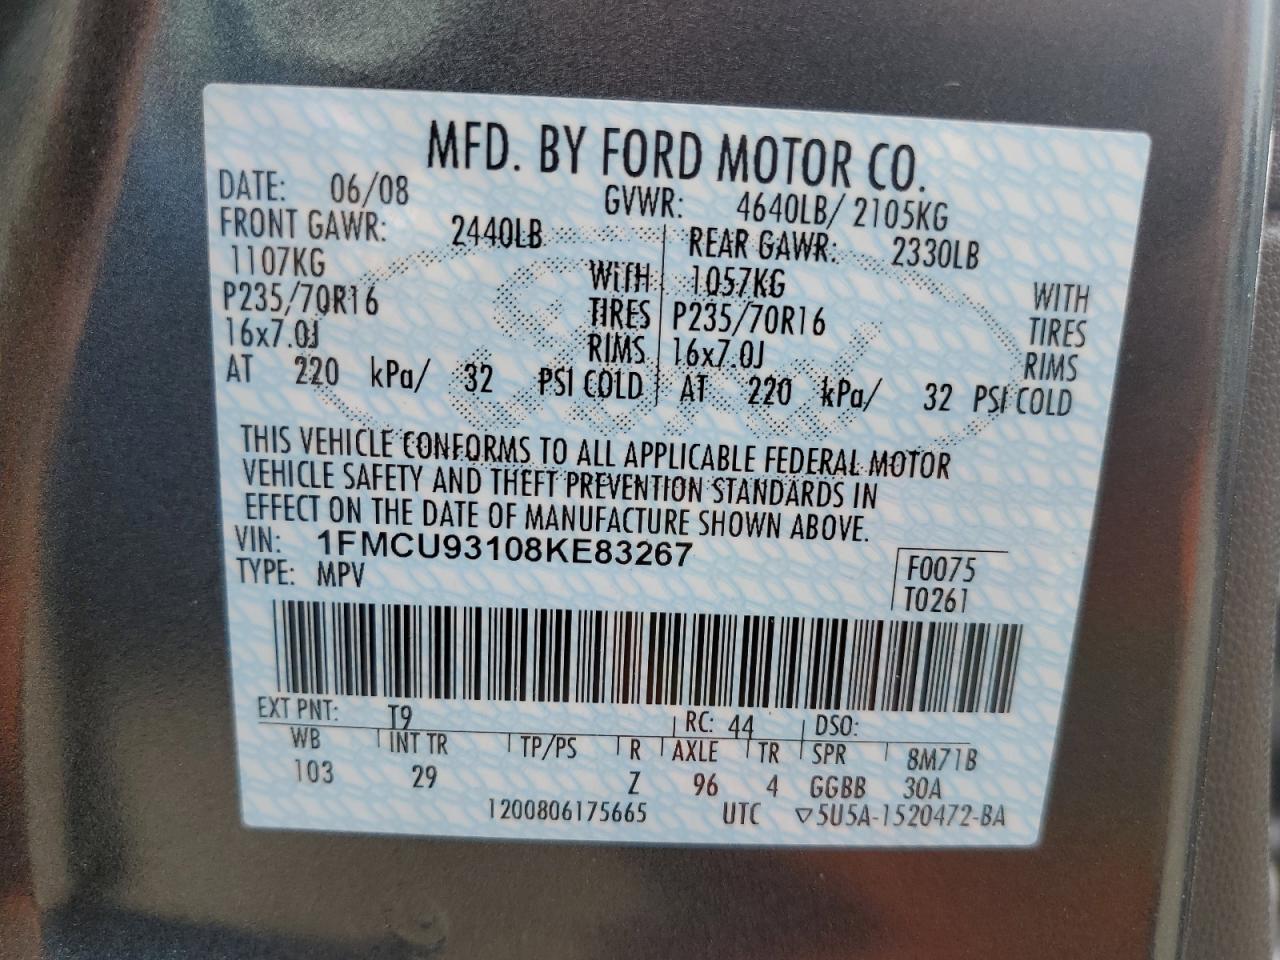 MFD. BY FORD MOTOR CO.
DATE: 06/08 GVWR: 4640LB/ 2105KG
FRONT GAWR: 2440LB REAR GAWR: 2330LB
1107KG WITH 1057KG WITH
P235/70R16 TIRES P235/70R16 TIRES
16x7.0J RIMS 16x7.0J RIMS
AT 220 kPa/ 32 PSI COLD AT 220 kPa/ 32 PSI COLD
THIS VEHICLE CONFORMS TO ALL APPLICABLE FEDERAL MOTOR
VEHICLE SAFETY AND THEFT PREVENTION STANDARDS IN
EFFECT ON THE DATE OF MANUFACTURE SHOWN ABOVE.
VIN: 1FMCU93108KE83267
TYPE: MPV
F0075
T0261
EXT PNT: T9 RC: 44 DSO:
WB INT TR TP/PS R AXLE TR SPR 8M71B
103 29 Z 96 4 GGBB 30A
1200806175665 UTC ▽5U5A-1520472-BA